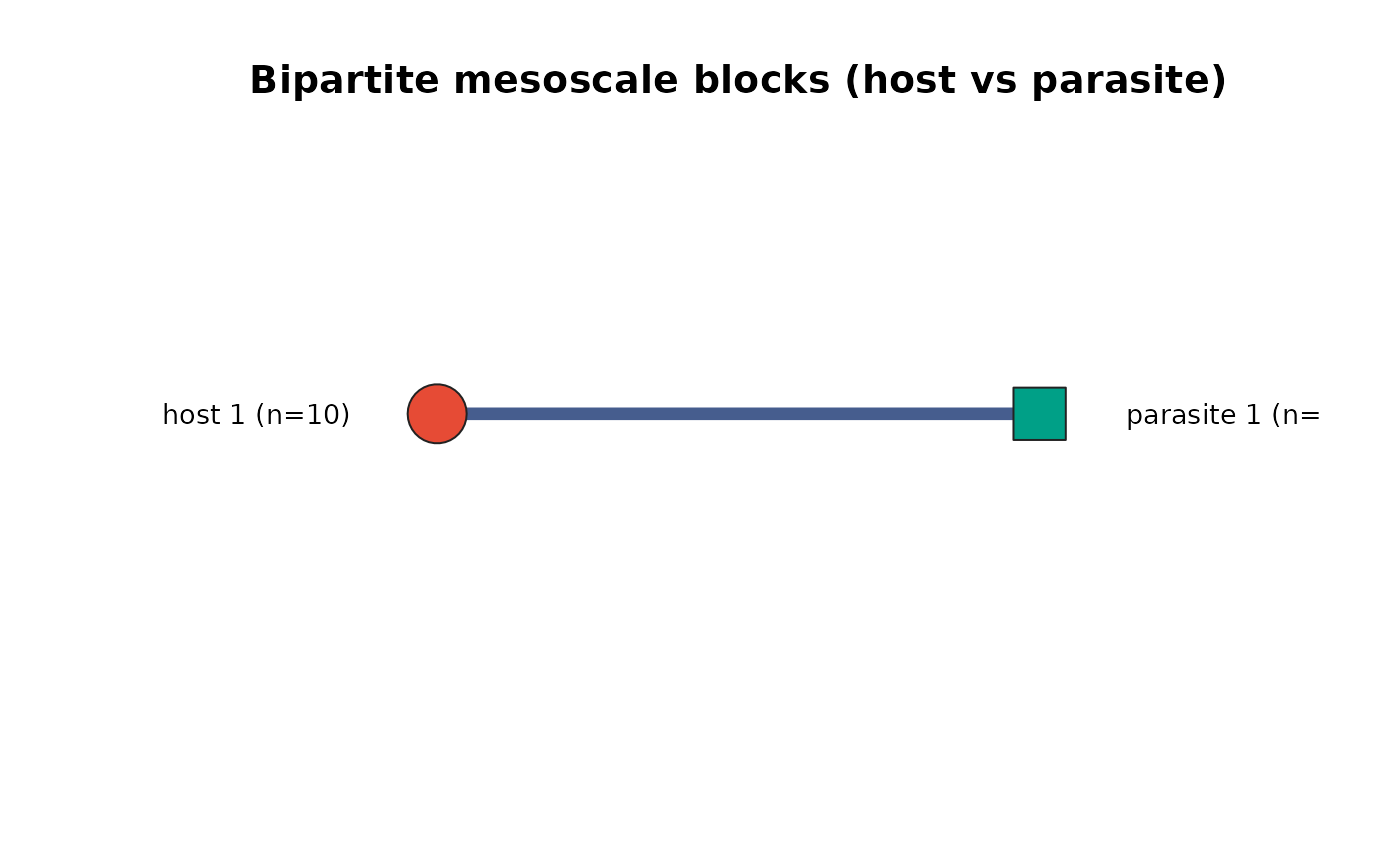 Bipartite mesoscale blocks (host vs parasite)
host 1 (n=10)
parasite 1 (n=